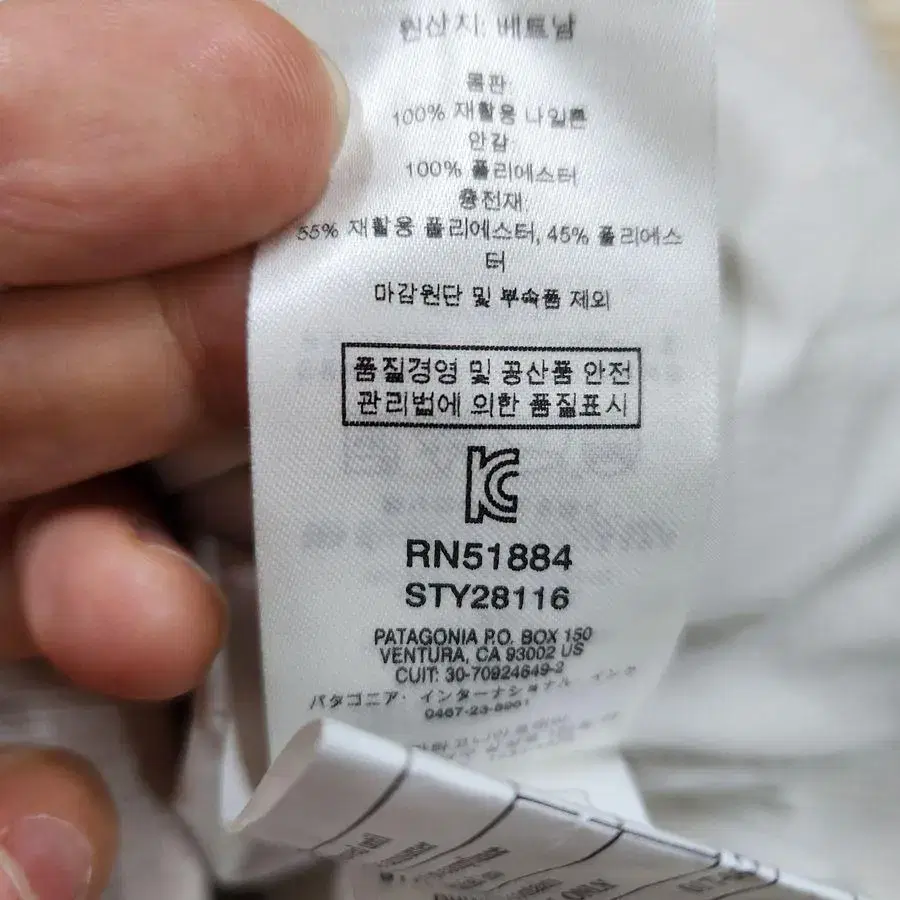 원산지: 베트남
몸판
100% 재활용 나일론
안감
100% 폴리에스터
충전재
55% 재활용 폴리에스터, 45% 폴리에스
터
마감원단 및 부속품 제외
품질경영 및 공산품 안전
관리법에 의한 품질표시
KC
RN51884
STY28116
PATAGONIA P.O. BOX 150
VENTURA, CA 93002 US
CUIT: 30-70924649-2
パタゴニア・インターナショナル・インク
0467-23-8961
ONLY